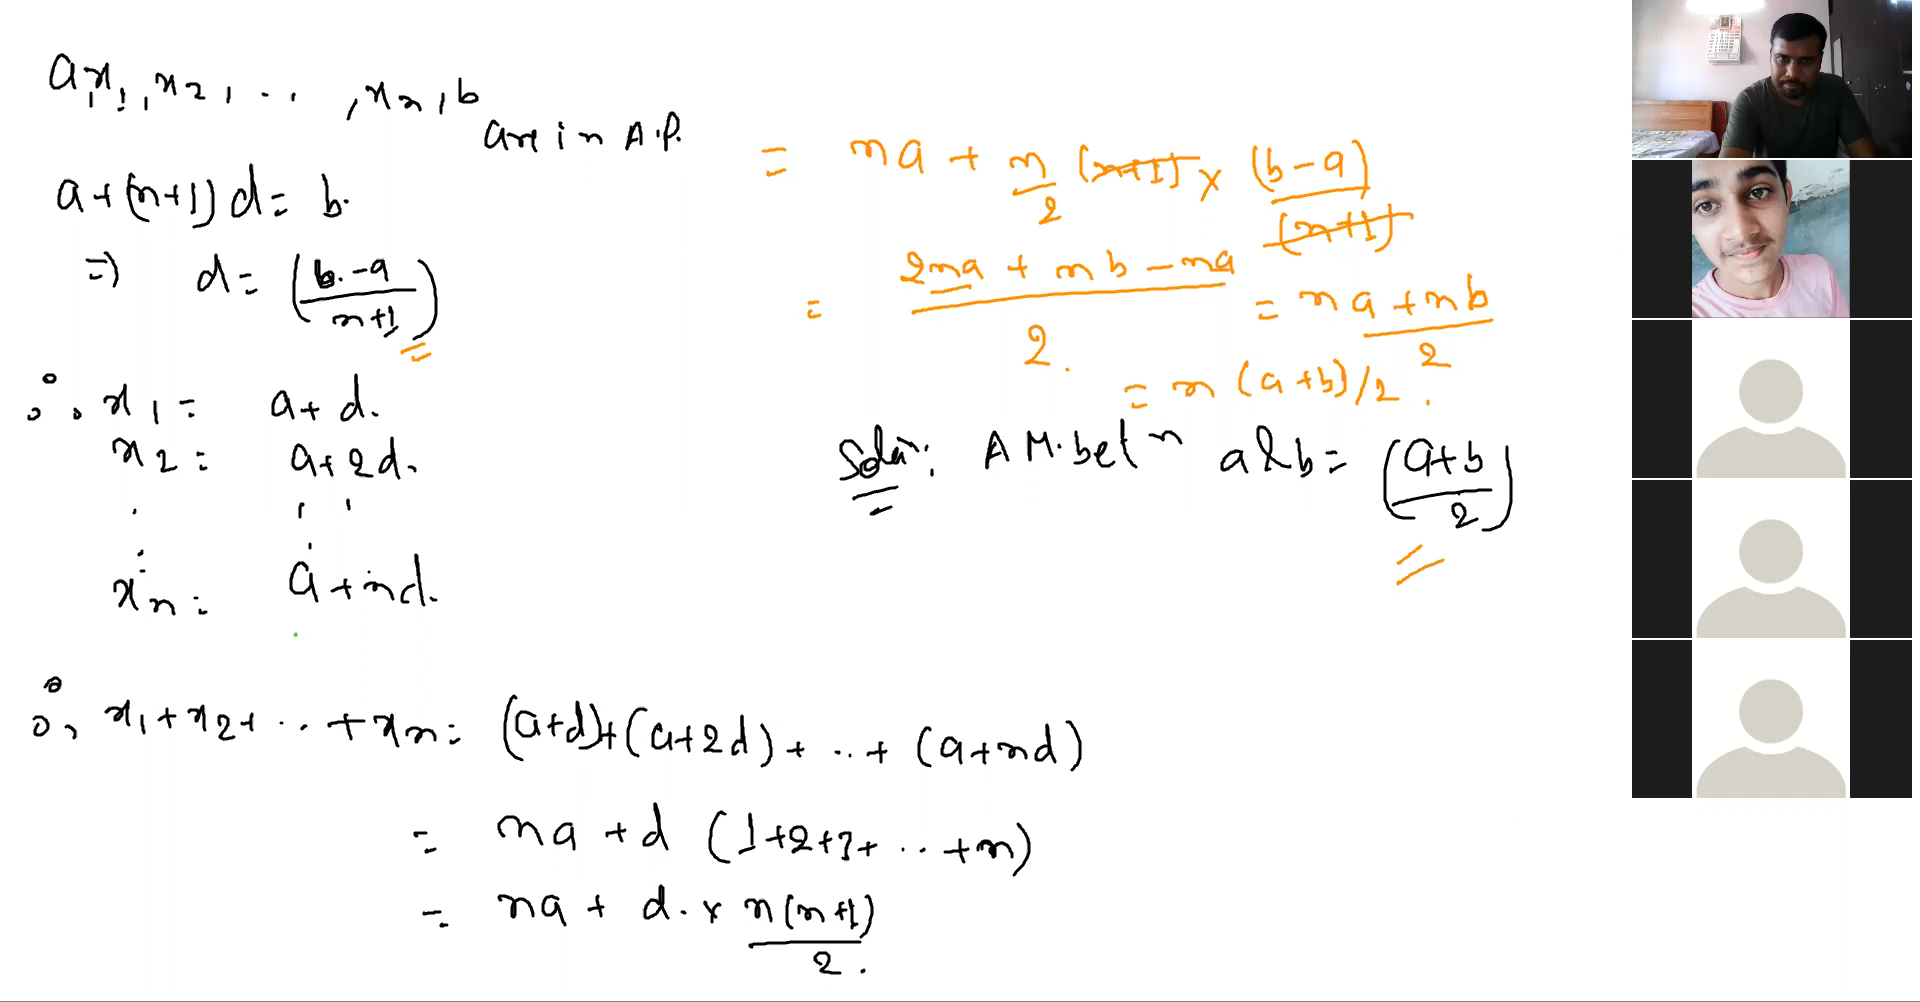 a, x₁, x₂, . . , xₙ, b
are in A.P.
a+(n+1)d = b.
=) d = (b.-a / n+1)
∴ x₁ = a+d.
x₂ = a+2d.
xₙ = a+nd.
∴ x₁+x₂+ . . +xₙ = (a+d)+(a+2d)+ . . +(a+nd)
= na + d (1+2+3+ . . +n)
= na + d. × n(n+1)/2.
= na + n/2 (n+1) × (b-a)/(n+1)
= 2na + nb - na / 2. = na+nb / 2
= n (a+b)/2.
Soln: A M. betn a & b = (a+b / 2)